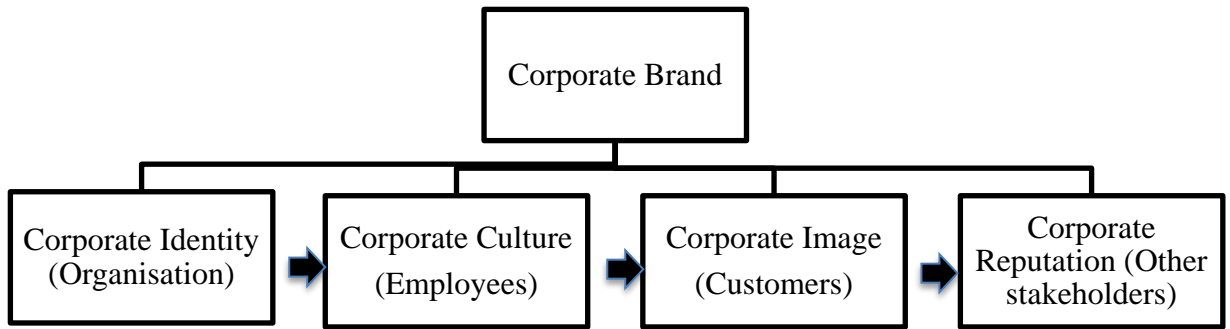 Corporate Brand
Corporate Identity
(Organisation)
Corporate Culture
(Employees)
Corporate Image
(Customers)
Corporate
Reputation (Other
stakeholders)